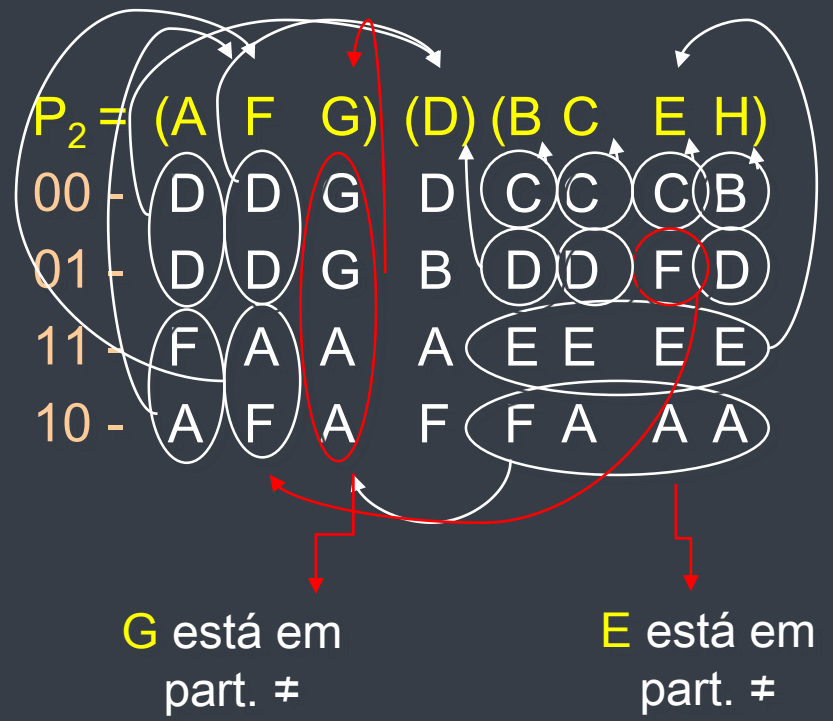 P₂ = (A F G) (D) (B C E H)
00 - D D G D C C C B
01 - D D G B D D F D
11 - F A A A E E E E
10 - A F A F F A A A
G está em
part. ≠
E está em
part. ≠